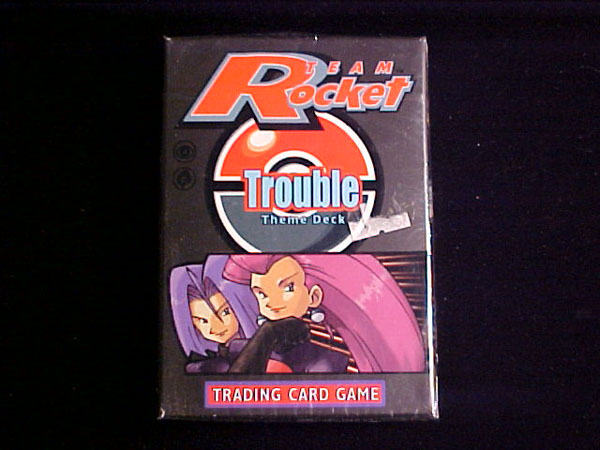 TEAM
Rocket
Trouble
Theme Deck
TRADING CARD GAME